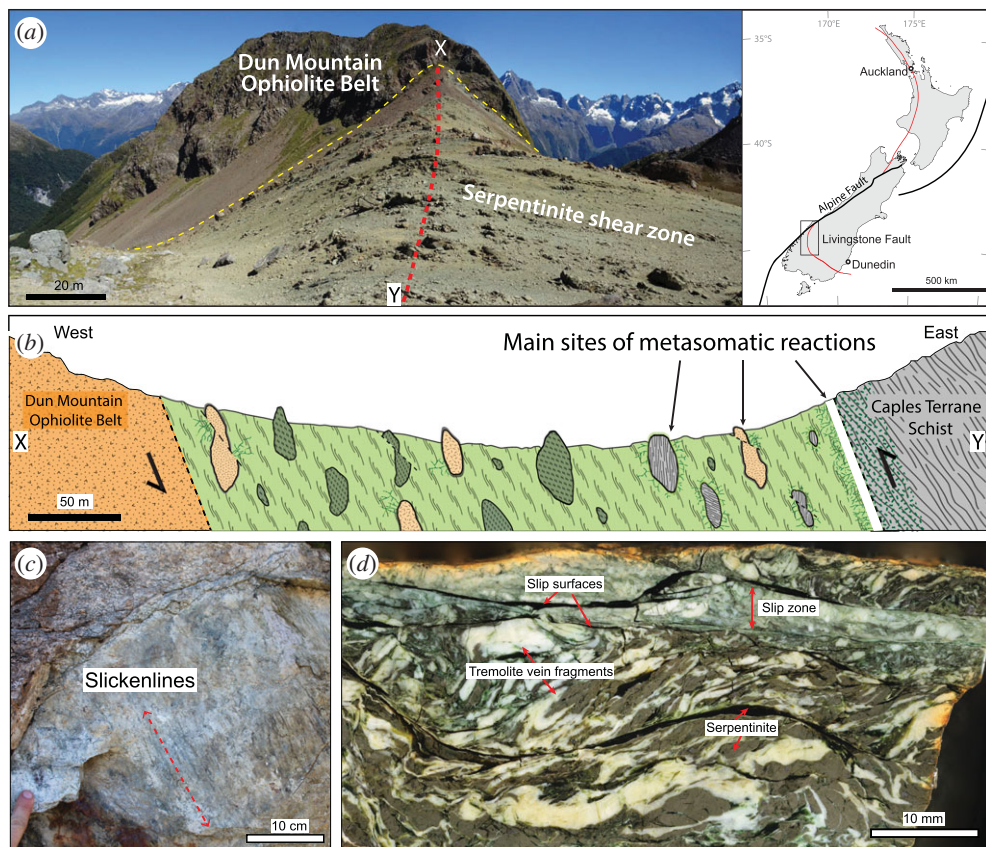 (a)
Dun Mountain
Ophiolite Belt
X
Serpentinite shear zone
Y
20 m
170°E
175°E
35°S
40°S
Auckland
Alpine Fault
Livingstone Fault
Dunedin
500 km
(b)
West
East
Main sites of metasomatic reactions
Dun Mountain
Ophiolite Belt
X
Caples Terrane
Schist
Y
50 m
(c)
Slickenlines
10 cm
(d)
Slip surfaces
Slip zone
Tremolite vein fragments
Serpentinite
10 mm